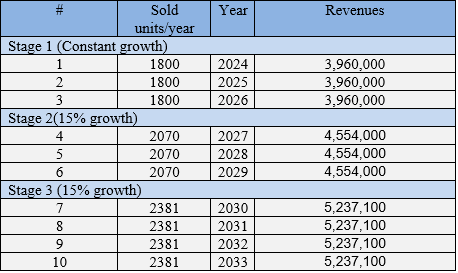 # Sold units/year Year Revenues
Stage 1 (Constant growth)
1 1800 2024 3,960,000
2 1800 2025 3,960,000
3 1800 2026 3,960,000
Stage 2(15% growth)
4 2070 2027 4,554,000
5 2070 2028 4,554,000
6 2070 2029 4,554,000
Stage 3 (15% growth)
7 2381 2030 5,237,100
8 2381 2031 5,237,100
9 2381 2032 5,237,100
10 2381 2033 5,237,100